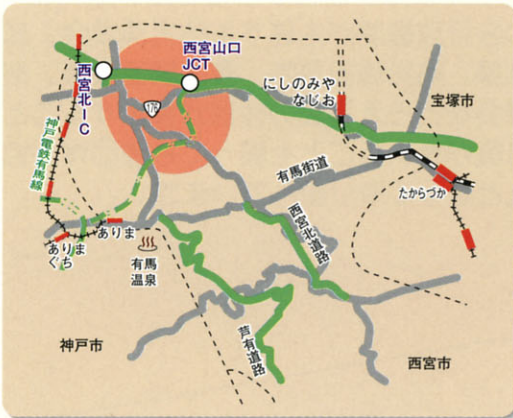 西宮山口
JCT
西宮北IC
にしのみや
なじお
宝塚市
176
神戸電鉄有馬線
有馬街道
たからづか
西宮北道路
ありま
ありま
ぐち
有馬
温泉
芦有道路
神戸市
西宮市